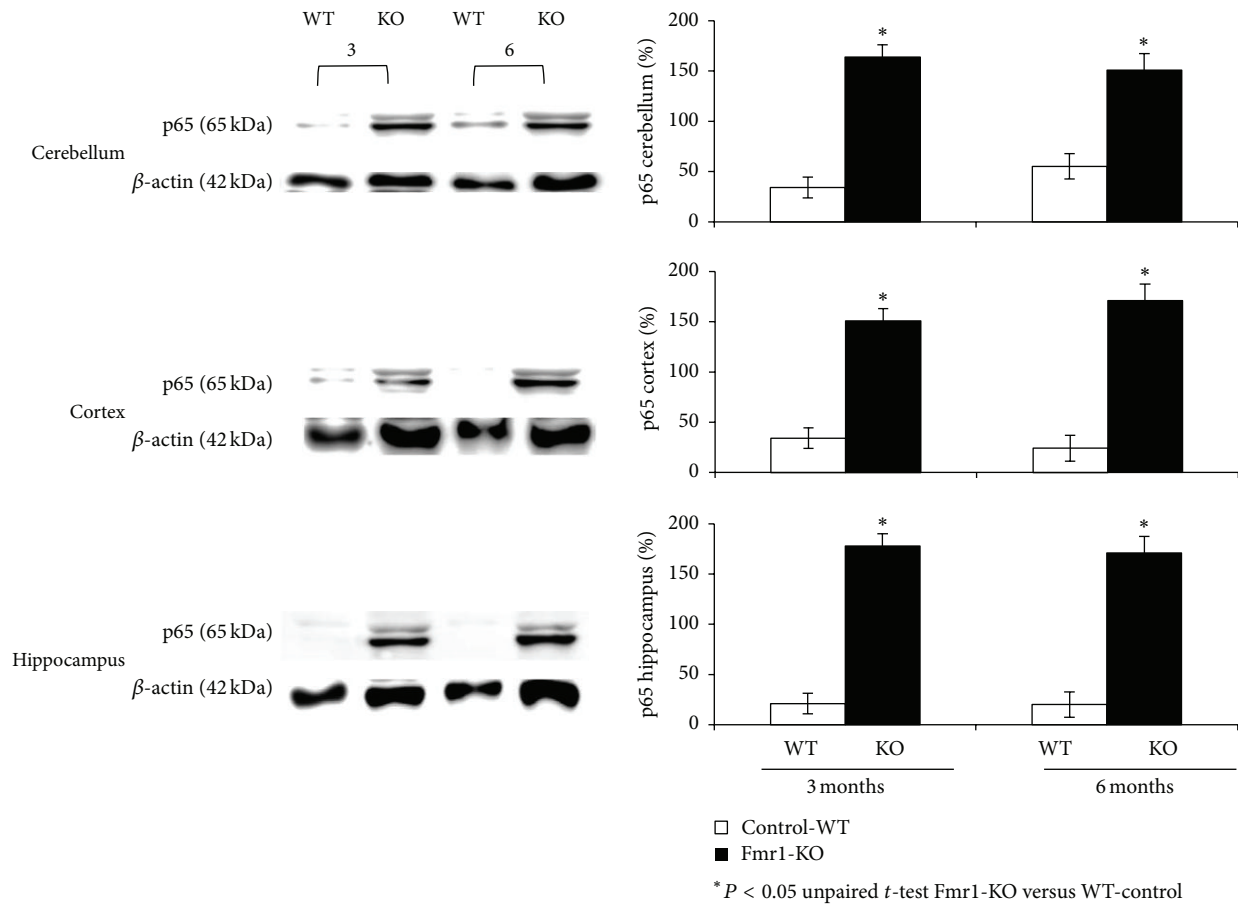 WT KO WT KO
3 6
p65 (65 kDa)
Cerebellum
β-actin (42 kDa)
p65 (65 kDa)
Cortex
β-actin (42 kDa)
p65 (65 kDa)
Hippocampus
β-actin (42 kDa)
p65 cerebellum (%)
200
150
100
50
0
* *
p65 cortex (%)
200
150
100
50
0
* *
p65 hippocampus (%)
200
150
100
50
0
* *
WT KO WT KO
3 months 6 months
Control-WT
Fmr1-KO
*P < 0.05 unpaired t-test Fmr1-KO versus WT-control